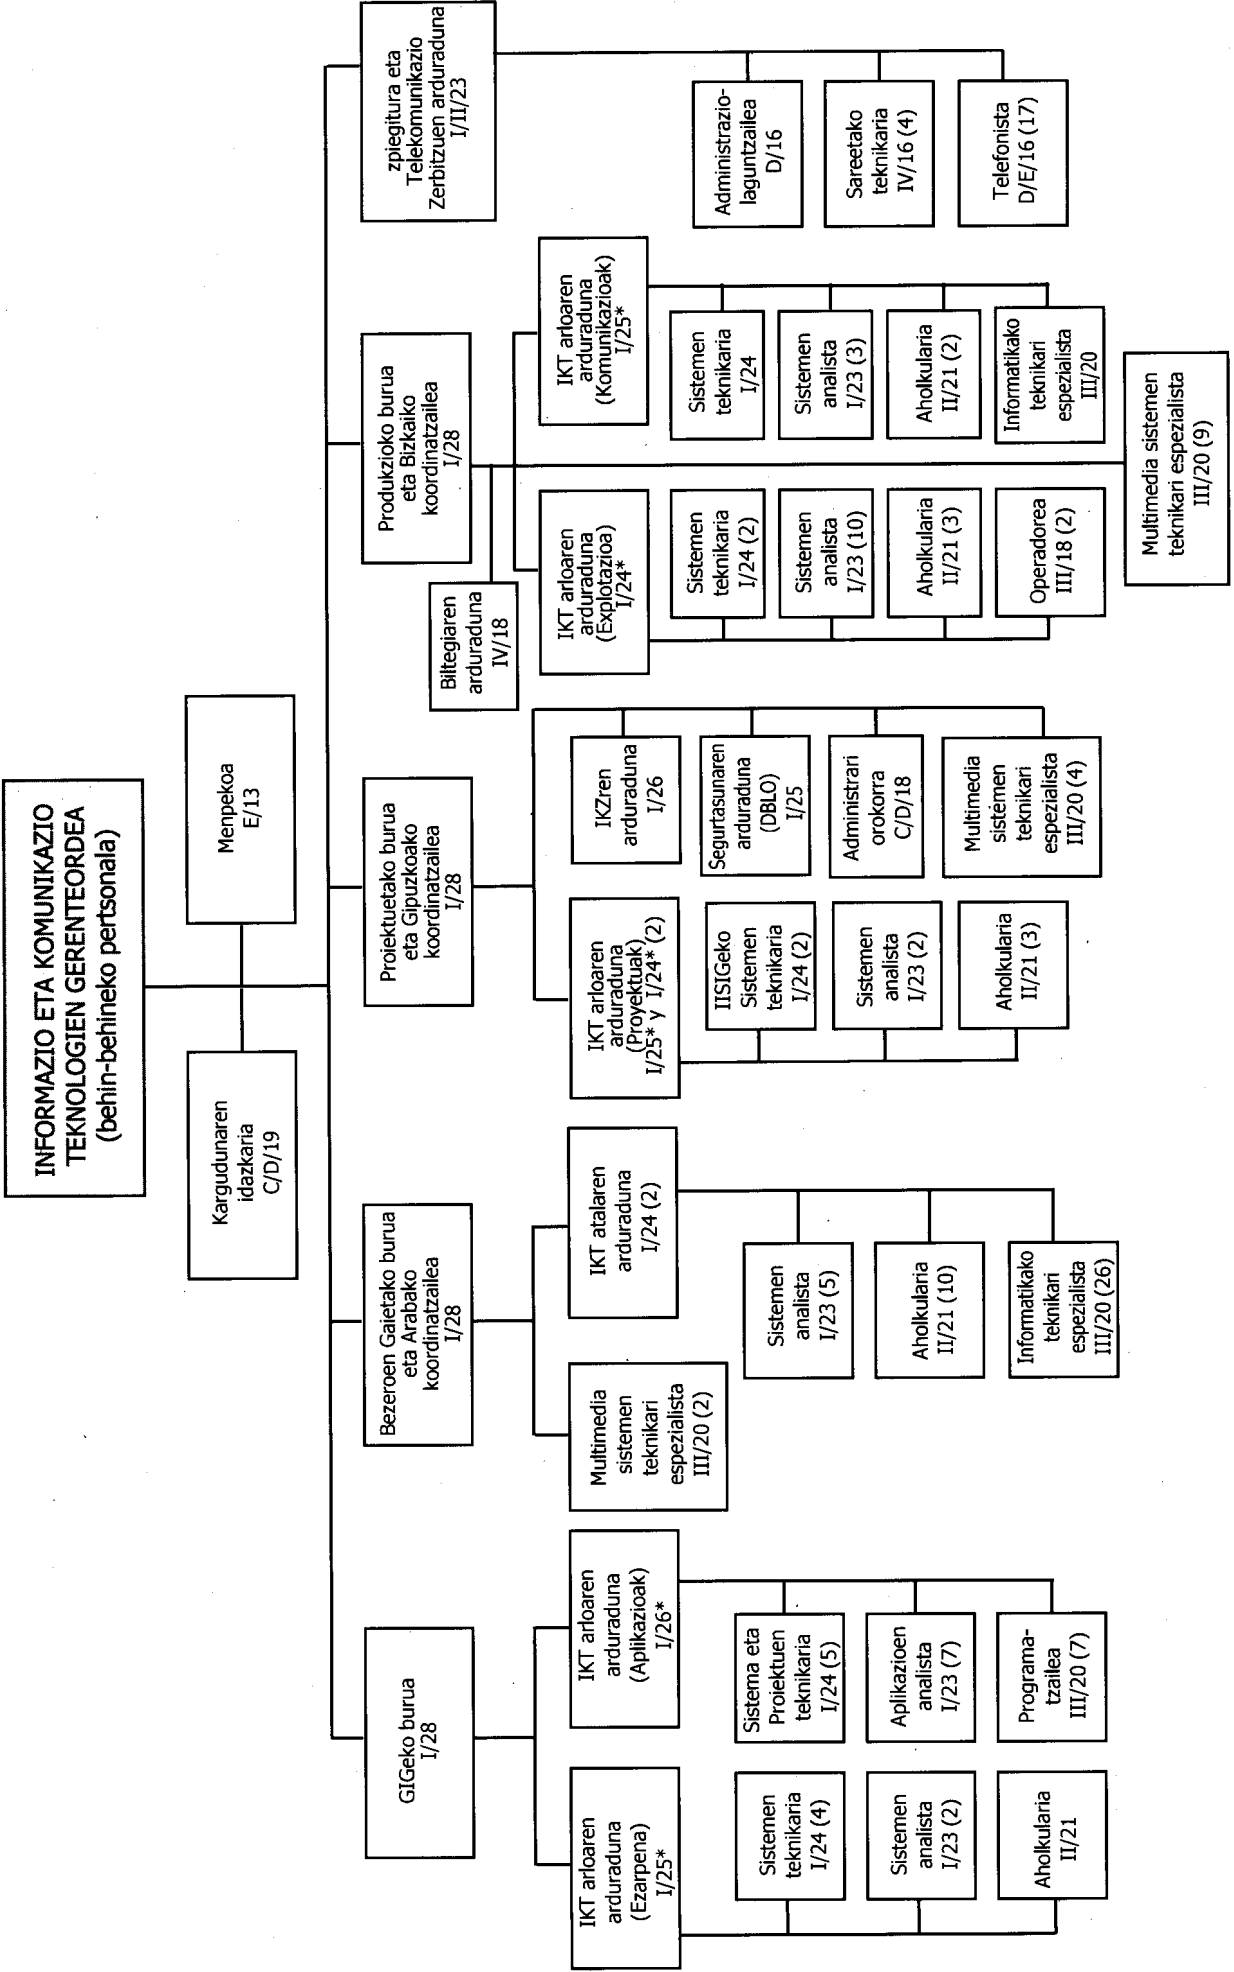 INFORMAZIO ETA KOMUNIKAZIO
TEKNOLOGIEN GERENTEORDEA
(behin-behineko pertsonala)
Kargudunaren
idazkaria
C/D/19
Menpekoa
E/13
GIGeko burua
I/28
IKT arloaren
arduraduna
(Ezarpena)
I/25*
Sistemen
teknikaria
I/24 (4)
Sistemen
analista
I/23 (2)
Aholkularia
II/21
IKT arloaren
arduraduna
(Aplikazioak)
I/26*
Sistema eta
Proiektuen
teknikaria
I/24 (5)
Aplikazioen
analista
I/23 (7)
Programa-
tzailea
III/20 (7)
Bezeroen Gaietako burua
eta Arabako
koordinatzailea
I/28
Multimedia
sistemen
teknikari
espezialista
III/20 (2)
IKT atalaren
arduraduna
I/24 (2)
Sistemen
analista
I/23 (5)
Aholkularia
II/21 (10)
Informatikako
teknikari
espezialista
III/20 (26)
Proiektuetako burua
eta Gipuzkoako
koordinatzailea
I/28
IKT arloaren
arduraduna
(Proyektuak)
I/25* y I/24* (2)
IISIGeko
Sistemen
teknikaria
I/24 (2)
Sistemen
analista
I/23 (2)
Aholkularia
II/21 (3)
IKZren
arduraduna
I/26
Segurtasunaren
arduraduna
(DBLO)
I/25
Administrari
orokorra
C/D/18
Multimedia
sistemen
teknikari
espezialista
III/20 (4)
Produkzioko burua
eta Bizkaiko
koordinatzailea
I/28
Biltegiaren
arduraduna
IV/18
IKT arloaren
arduraduna
(Explotazioa)
I/24*
Sistemen
teknikaria
I/24 (2)
Sistemen
analista
I/23 (10)
Aholkularia
II/21 (3)
Operadorea
III/18 (2)
IKT arloaren
arduraduna
(Komunikazioak)
I/25*
Sistemen
teknikaria
I/24
Sistemen
analista
I/23 (3)
Aholkularia
II/21 (2)
Informatikako
teknikari
espezialista
III/20
Multimedia sistemen
teknikari espezialista
III/20 (9)
zpiegitura eta
Telekomunikazio
Zerbitzuen arduraduna
I/II/23
Administrazio-
laguntzailea
D/16
Sareetako
teknikaria
IV/16 (4)
Telefonista
D/E/16 (17)